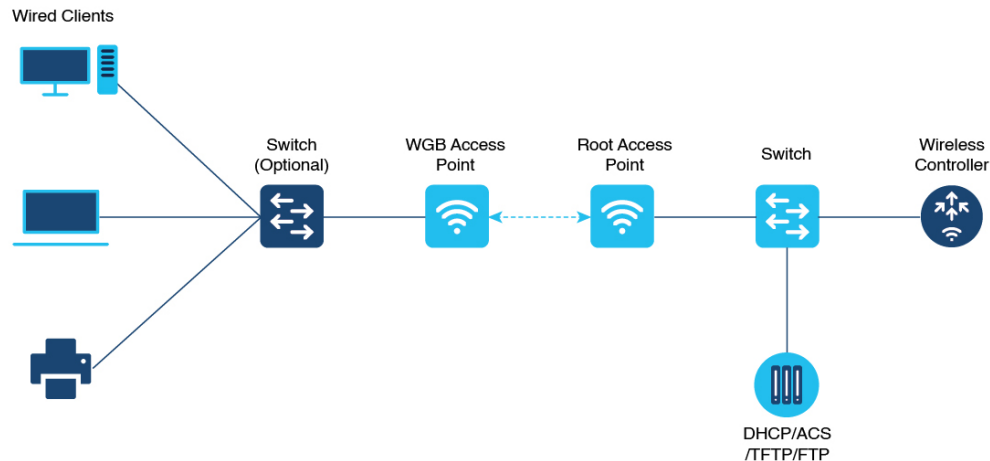 Wired Clients
Switch
(Optional)
WGB Access
Point
Root Access
Point
Switch
Wireless
Controller
DHCP/ACS
/TFTP/FTP